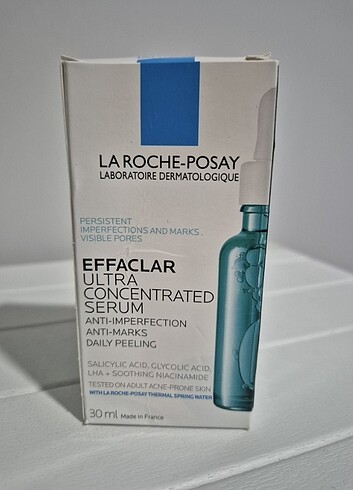 LA ROCHE-POSAY
LABORATOIRE DERMATOLOGIQUE
PERSISTENT
IMPERFECTIONS AND MARKS.
VISIBLE PORES
EFFACLAR
ULTRA
CONCENTRATED
SERUM
ANTI-IMPERFECTION
ANTI-MARKS
DAILY PEELING
SALICYLIC ACID, GLYCOLIC ACID,
LHA + SOOTHING NIACINAMIDE
TESTED ON ADULT ACNE-PRONE SKIN
WITH LA ROCHE-POSAY THERMAL SPRING WATER
30 ml Made in France